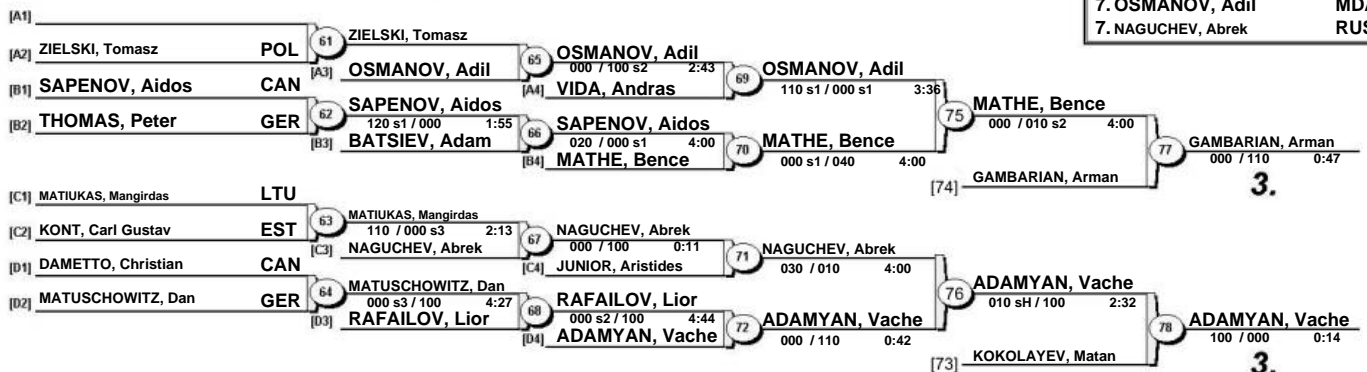 7. OSMANOV, Adil MDA
7. NAGUCHEV, Abrek RUS
[A1]
[A2] ZIELSKI, Tomasz POL
61
ZIELSKI, Tomasz
[A3] OSMANOV, Adil
65
OSMANOV, Adil
000 / 100 s2 2:43
[A4] VIDA, Andras
69
OSMANOV, Adil
110 s1 / 000 s1 3:36
[B1] SAPENOV, Aidos CAN
[B2] THOMAS, Peter GER
62
SAPENOV, Aidos
120 s1 / 000 1:55
[B3] BATSIEV, Adam
66
SAPENOV, Aidos
020 / 000 s1 4:00
[B4] MATHE, Bence
70
MATHE, Bence
000 s1 / 040 4:00
75
MATHE, Bence
000 / 010 s2 4:00
[74] GAMBARIAN, Arman
77
GAMBARIAN, Arman
000 / 110 0:47
3.
[C1] MATIUKAS, Mangirdas LTU
[C2] KONT, Carl Gustav EST
63
MATIUKAS, Mangirdas
110 / 000 s3 2:13
[C3] NAGUCHEV, Abrek
67
NAGUCHEV, Abrek
000 / 100 0:11
[C4] JUNIOR, Aristides
71
NAGUCHEV, Abrek
030 / 010 4:00
[D1] DAMETTO, Christian CAN
[D2] MATUSCHOWITZ, Dan GER
64
MATUSCHOWITZ, Dan
000 s3 / 100 4:27
[D3] RAFAILOV, Lior
68
RAFAILOV, Lior
000 s2 / 100 4:44
[D4] ADAMYAN, Vache
72
ADAMYAN, Vache
000 / 110 0:42
76
ADAMYAN, Vache
010 sH / 100 2:32
[73] KOKOLAYEV, Matan
78
ADAMYAN, Vache
100 / 000 0:14
3.